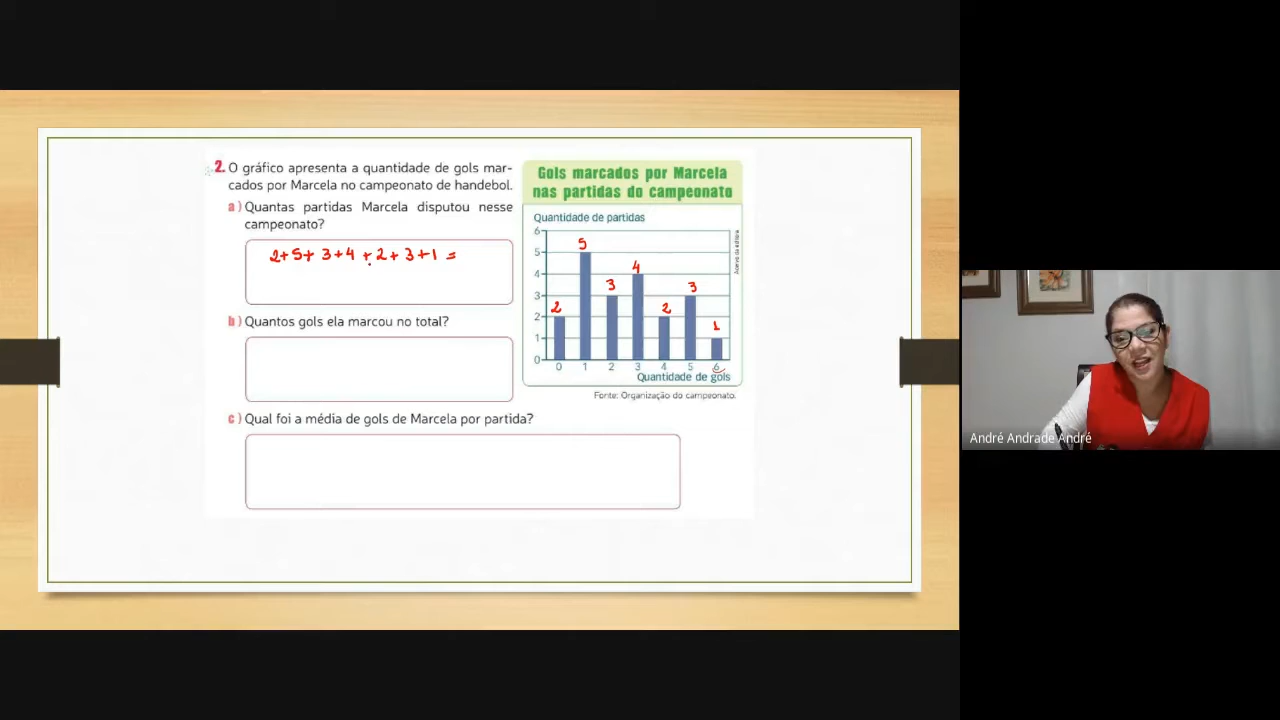 2. O gráfico apresenta a quantidade de gols mar-
cados por Marcela no campeonato de handebol.
a) Quantas partidas Marcela disputou nesse
campeonato?
2+5+ 3+4 + 2 + 3 +1 =
b) Quantos gols ela marcou no total?
c) Qual foi a média de gols de Marcela por partida?
Gols marcados por Marcela
nas partidas do campeonato
Quantidade de partidas
6
5
4
3
2
1
0
2
5
3
4
2
3
1
0 1 2 3 4 5 6
Quantidade de gols
Acervo da editora
Fonte: Organização do campeonato.
André Andrade André